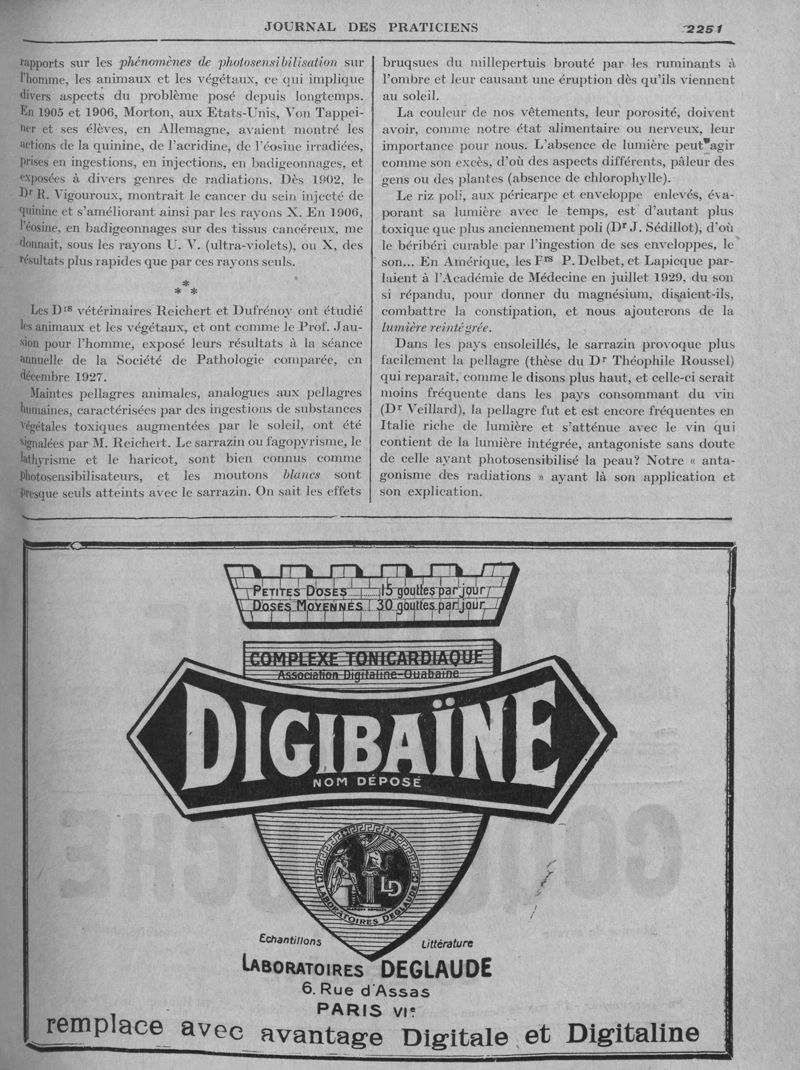 JOURNAL DES PRATICIENS
2251
rapports sur les phénomènes de photosensibilisation sur
l'homme, les animaux et les végétaux, ce qui implique
divers aspects du problème posé depuis longtemps.
En 1905 et 1906, Morton, aux Etats-Unis, Von Tappei-
ner et ses élèves, en Allemagne, avaient montré les
actions de la quinine, de l'acridine, de l'éosine irradiées,
prises en ingestions, en injections, en badigeonnages, et
exposées à divers genres de radiations. Dès 1902, le
Dr R. Vigouroux, montrait le cancer du sein injecté de
quinine et s'améliorant ainsi par les rayons X. En 1906,
l'éosine, en badigeonnages sur des tissus cancéreux, me
donnait, sous les rayons U. V. (ultra-violets), ou X, des
résultats plus rapides que par ces rayons seuls.
*
* *
Les Drs vétérinaires Reichert et Dufrénoy ont étudié
les animaux et les végétaux, et ont comme le Prof. Jau-
sion pour l'homme, exposé leurs résultats à la séance
annuelle de la Société de Pathologie comparée, en
décembre 1927.
Maintes pellagres animales, analogues aux pellagres
humaines, caractérisées par des ingestions de substances
végétales toxiques augmentées par le soleil, ont été
signalées par M. Reichert. Le sarrazin ou fagopyrisme, le
lathyrisme et le haricot, sont bien connus comme
photosensibilisateurs, et les moutons blancs sont
presque seuls atteints avec le sarrazin. On sait les effets
bruqsues du millepertuis brouté par les ruminants à
l'ombre et leur causant une éruption dès qu'ils viennent
au soleil.
La couleur de nos vêtements, leur porosité, doivent
avoir, comme notre état alimentaire ou nerveux, leur
importance pour nous. L'absence de lumière peut agir
comme son excès, d'où des aspects différents, pâleur des
gens ou des plantes (absence de chlorophylle).
Le riz poli, aux péricarpe et enveloppe enlevés, éva-
porant sa lumière avec le temps, est d'autant plus
toxique que plus anciennement poli (Dr J. Sédillot), d'où
le béribéri curable par l'ingestion de ses enveloppes, le
son... En Amérique, les Frs P. Delbet, et Lapicque par-
laient à l'Académie de Médecine en juillet 1929, du son
si répandu, pour donner du magnésium, disaient-ils,
combattre la constipation, et nous ajouterons de la
lumière reintégrée.
Dans les pays ensoleillés, le sarrazin provoque plus
facilement la pellagre (thèse du Dr Théophile Roussel)
qui reparaît, comme le disons plus haut, et celle-ci serait
moins fréquente dans les pays consommant du vin
(Dr Veillard), la pellagre fut et est encore fréquentes en
Italie riche de lumière et s'atténue avec le vin qui
contient de la lumière intégrée, antagoniste sans doute
de celle ayant photosensibilisé la peau? Notre « anta-
gonisme des radiations » ayant là son application et
son explication.
PETITES DOSES 15 gouttes par jour
DOSES MOYENNES 30 gouttes par jour
COMPLEXE TONICARDIAQUE
Association Digitaline-Ouabaine
DIGIBAÏNE
NOM DÉPOSÉ
LD
LABORATOIRES DEGLAUDE
Echantillons
Littérature
LABORATOIRES DEGLAUDE
6. Rue d'Assas
PARIS VIe
remplace avec avantage Digitale et Digitaline